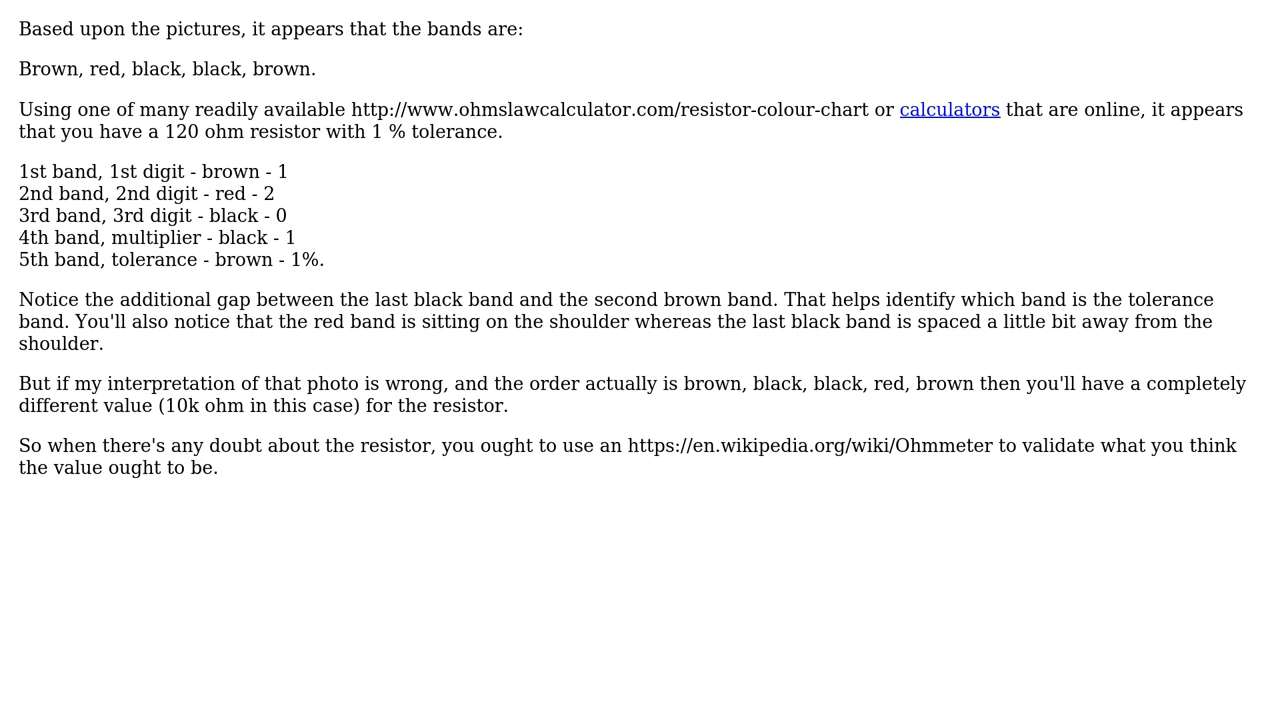 Based upon the pictures, it appears that the bands are:
Brown, red, black, black, brown.
Using one of many readily available http://www.ohmslawcalculator.com/resistor-colour-chart or calculators that are online, it appears
that you have a 120 ohm resistor with 1 % tolerance.
1st band, 1st digit - brown - 1
2nd band, 2nd digit - red - 2
3rd band, 3rd digit - black - 0
4th band, multiplier - black - 1
5th band, tolerance - brown - 1%.
Notice the additional gap between the last black band and the second brown band. That helps identify which band is the tolerance
band. You'll also notice that the red band is sitting on the shoulder whereas the last black band is spaced a little bit away from the
shoulder.
But if my interpretation of that photo is wrong, and the order actually is brown, black, black, red, brown then you'll have a completely
different value (10k ohm in this case) for the resistor.
So when there's any doubt about the resistor, you ought to use an https://en.wikipedia.org/wiki/Ohmmeter to validate what you think
the value ought to be.